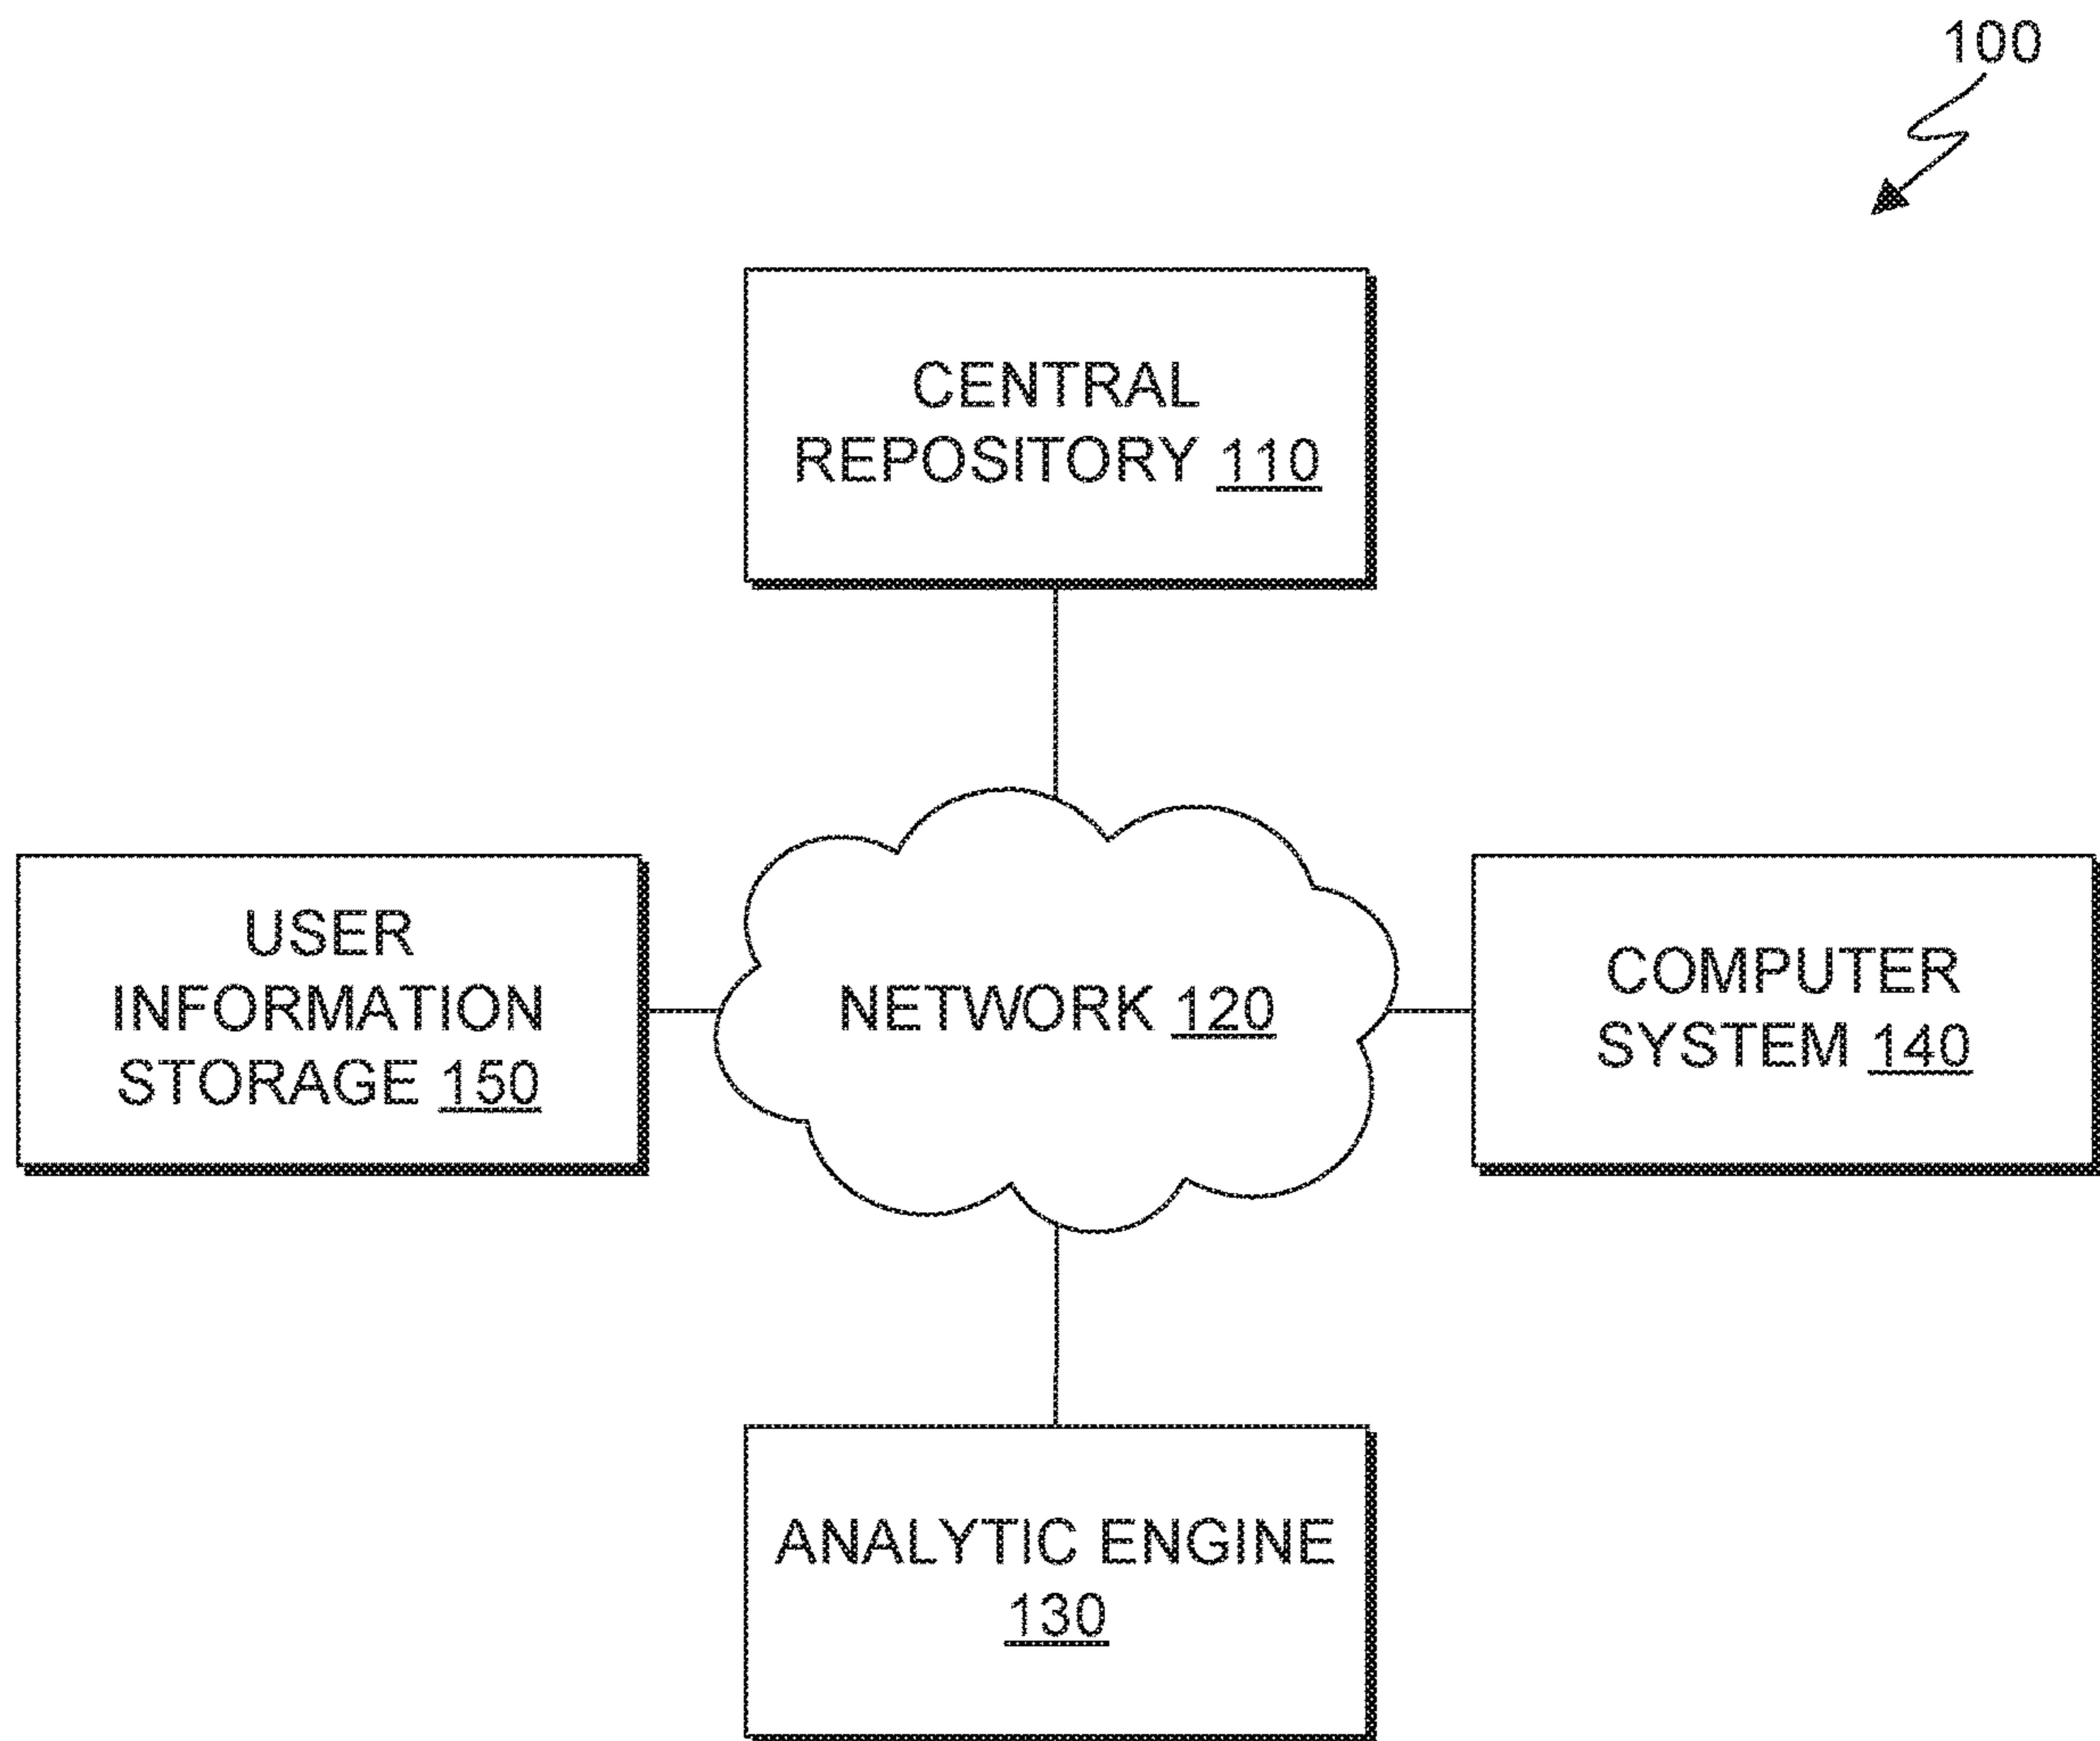 100
CENTRAL
REPOSITORY 110
USER
INFORMATION
STORAGE 150
NETWORK 120
COMPUTER
SYSTEM 140
ANALYTIC ENGINE
130